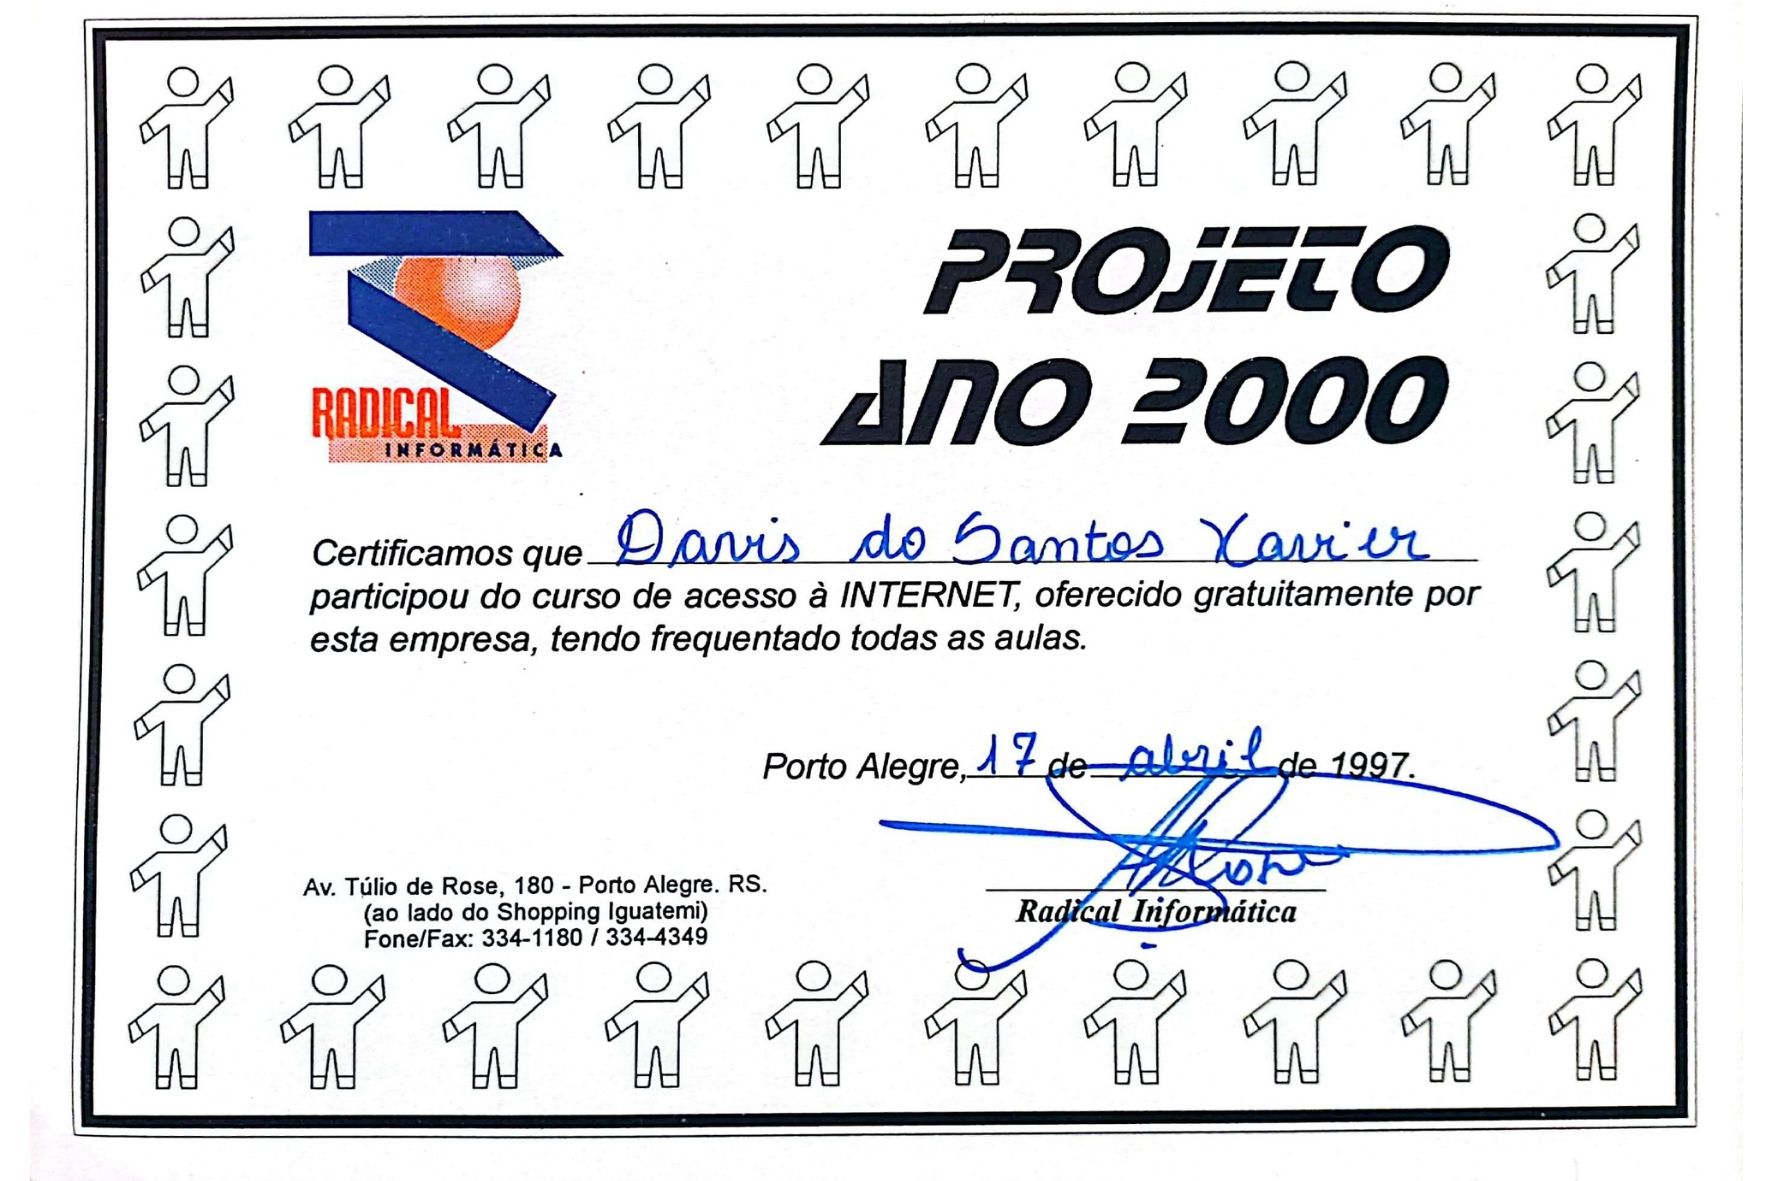 PROJETO
ANO 2000
RADICAL
INFORMÁTICA
Certificamos que Davis do Santos Xavier
participou do curso de acesso à INTERNET, oferecido gratuitamente por
esta empresa, tendo frequentado todas as aulas.
Porto Alegre, 17 de abril de 1997.
Av. Túlio de Rose, 180 - Porto Alegre. RS.
(ao lado do Shopping Iguatemi)
Fone/Fax: 334-1180 / 334-4349
Radical Informática